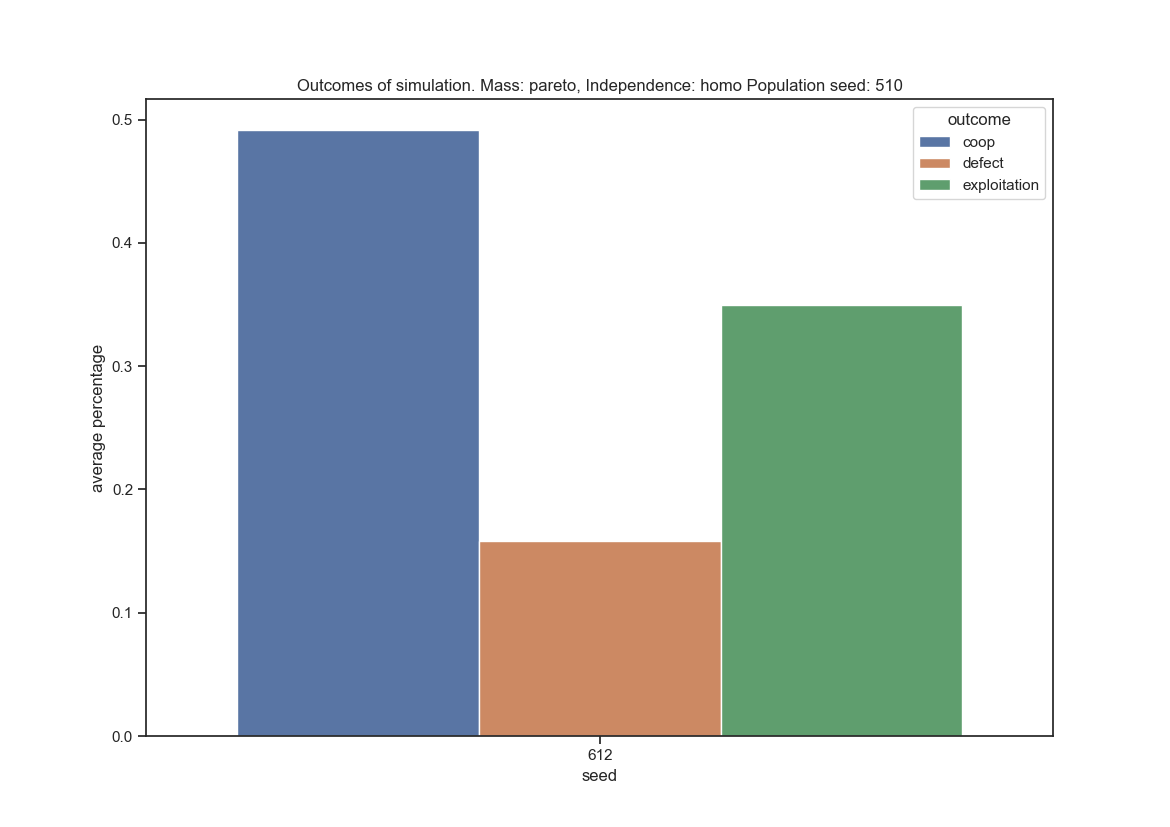 Outcomes of simulation. Mass: pareto, Independence: homo Population seed: 510
outcome
coop
defect
exploitation
0.5
0.4
0.3
0.2
0.1
0.0
average percentage
612
seed